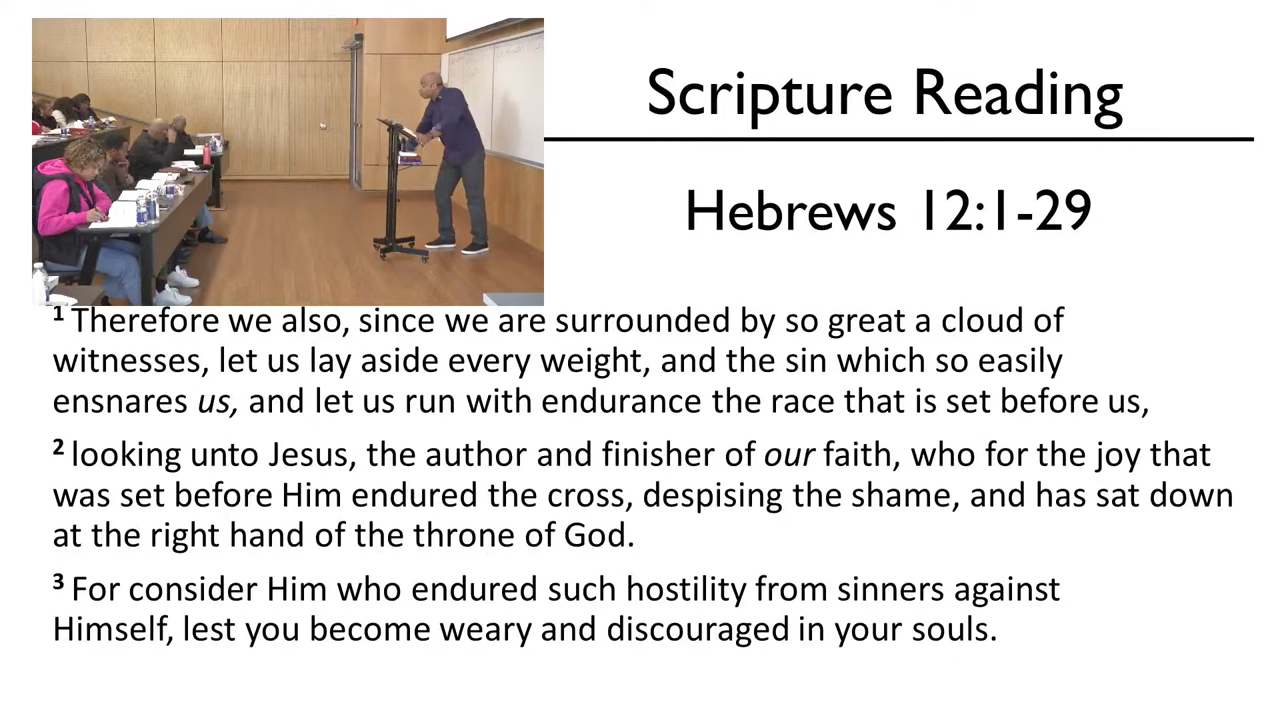 Scripture Reading
Hebrews 12:1-29
1 Therefore we also, since we are surrounded by so great a cloud of
witnesses, let us lay aside every weight, and the sin which so easily
ensnares us, and let us run with endurance the race that is set before us,
2 looking unto Jesus, the author and finisher of our faith, who for the joy that
was set before Him endured the cross, despising the shame, and has sat down
at the right hand of the throne of God.
3 For consider Him who endured such hostility from sinners against
Himself, lest you become weary and discouraged in your souls.